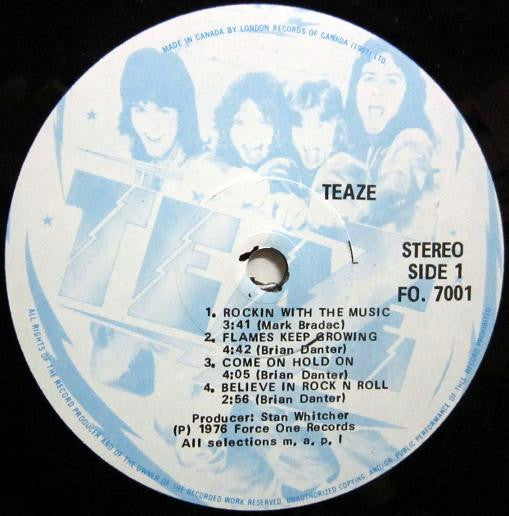 MADE IN CANADA BY LONDON RECORDS OF CANADA (1967) LTD.
TEAZE
TEAZE
STEREO
SIDE 1
FO. 7001
1. ROCKIN WITH THE MUSIC
3:41 (Mark Bradac)
2. FLAMES KEEP GROWING
4:42 (Brian Danter)
3. COME ON HOLD ON
4:05 (Brian Danter)
4. BELIEVE IN ROCK N ROLL
2:56 (Brian Danter)
Producer: Stan Whitcher
(P) 1976 Force One Records
All selections m, a, p, l
ALL RIGHTS OF THE RECORD PRODUCER AND OF THE OWNER OF THE RECORDED WORK RESERVED. UNAUTHORIZED COPYING, AND/OR, PUBLIC PERFORMANCE OF THIS, RECORD PROHIBITED